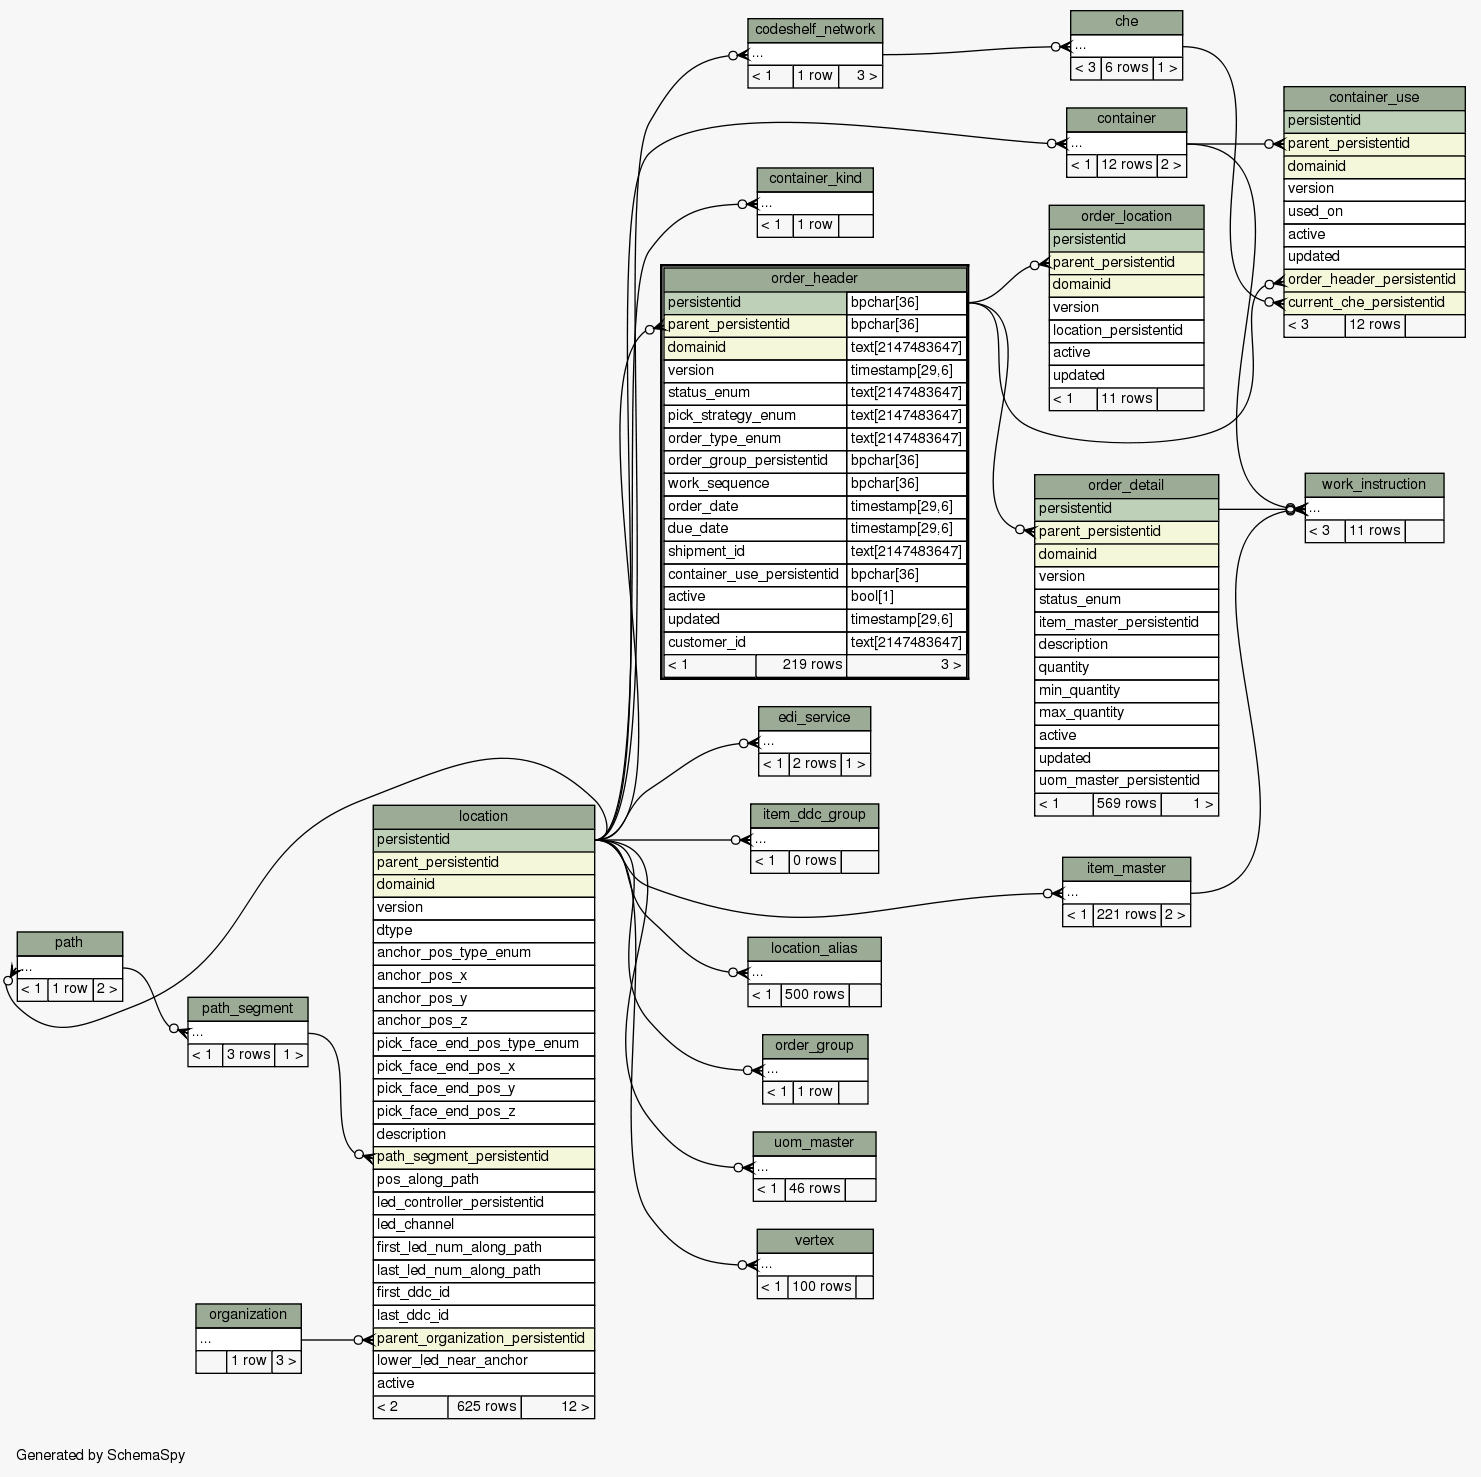 codeshelf_network
...
< 1 1 row 3 >
che
...
< 3 6 rows 1 >
container_use
persistentid
parent_persistentid
domainid
version
used_on
active
updated
order_header_persistentid
current_che_persistentid
< 3 12 rows
container
...
< 1 12 rows 2 >
container_kind
...
< 1 1 row
order_location
persistentid
parent_persistentid
domainid
version
location_persistentid
active
updated
< 1 11 rows
order_header
persistentid bpchar[36]
parent_persistentid bpchar[36]
domainid text[2147483647]
version timestamp[29,6]
status_enum text[2147483647]
pick_strategy_enum text[2147483647]
order_type_enum text[2147483647]
order_group_persistentid bpchar[36]
work_sequence bpchar[36]
order_date timestamp[29,6]
due_date timestamp[29,6]
shipment_id text[2147483647]
container_use_persistentid bpchar[36]
active bool[1]
updated timestamp[29,6]
customer_id text[2147483647]
< 1 219 rows 3 >
order_detail
persistentid
parent_persistentid
domainid
version
status_enum
item_master_persistentid
description
quantity
min_quantity
max_quantity
active
updated
uom_master_persistentid
< 1 569 rows 1 >
work_instruction
...
< 3 11 rows
edi_service
...
< 1 2 rows 1 >
item_ddc_group
...
< 1 0 rows
item_master
...
< 1 221 rows 2 >
location
persistentid
parent_persistentid
domainid
version
dtype
anchor_pos_type_enum
anchor_pos_x
anchor_pos_y
anchor_pos_z
pick_face_end_pos_type_enum
pick_face_end_pos_x
pick_face_end_pos_y
pick_face_end_pos_z
description
path_segment_persistentid
pos_along_path
led_controller_persistentid
led_channel
first_led_num_along_path
last_led_num_along_path
first_ddc_id
last_ddc_id
parent_organization_persistentid
lower_led_near_anchor
active
< 2 625 rows 12 >
path
...
< 1 1 row 2 >
path_segment
...
< 1 3 rows 1 >
location_alias
...
< 1 500 rows
order_group
...
< 1 1 row
uom_master
...
< 1 46 rows
vertex
...
< 1 100 rows
organization
...
1 row 3 >
Generated by SchemaSpy